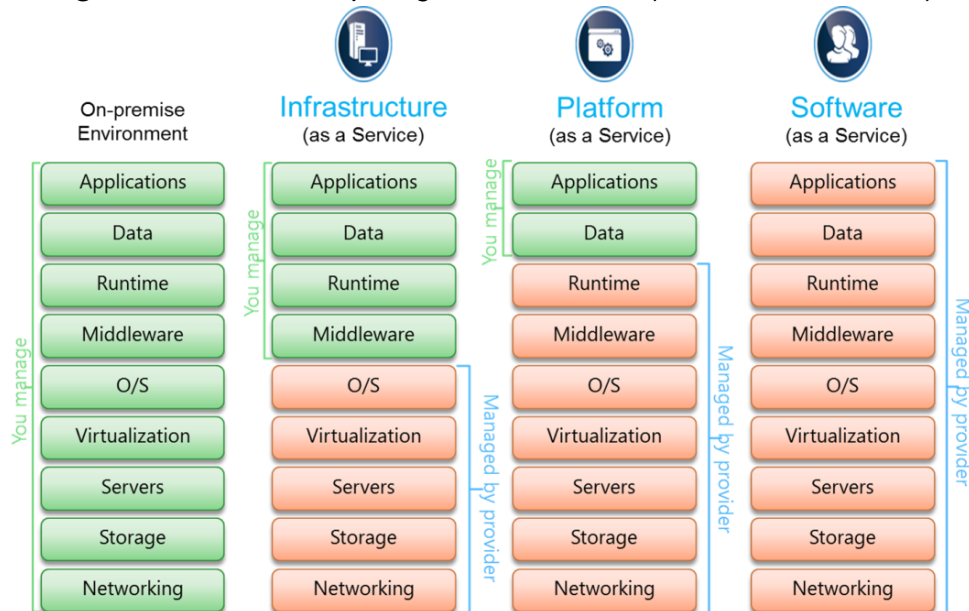 On-premise
Environment
Infrastructure
(as a Service)
Platform
(as a Service)
Software
(as a Service)
You manage
Applications
Data
Runtime
Middleware
O/S
Virtualization
Servers
Storage
Networking
You manage
Applications
Data
Runtime
Middleware
O/S
Virtualization
Servers
Storage
Networking
Managed by provider
You manage
Applications
Data
Runtime
Middleware
O/S
Virtualization
Servers
Storage
Networking
Managed by provider
Applications
Data
Runtime
Middleware
O/S
Virtualization
Servers
Storage
Networking
Managed by provider